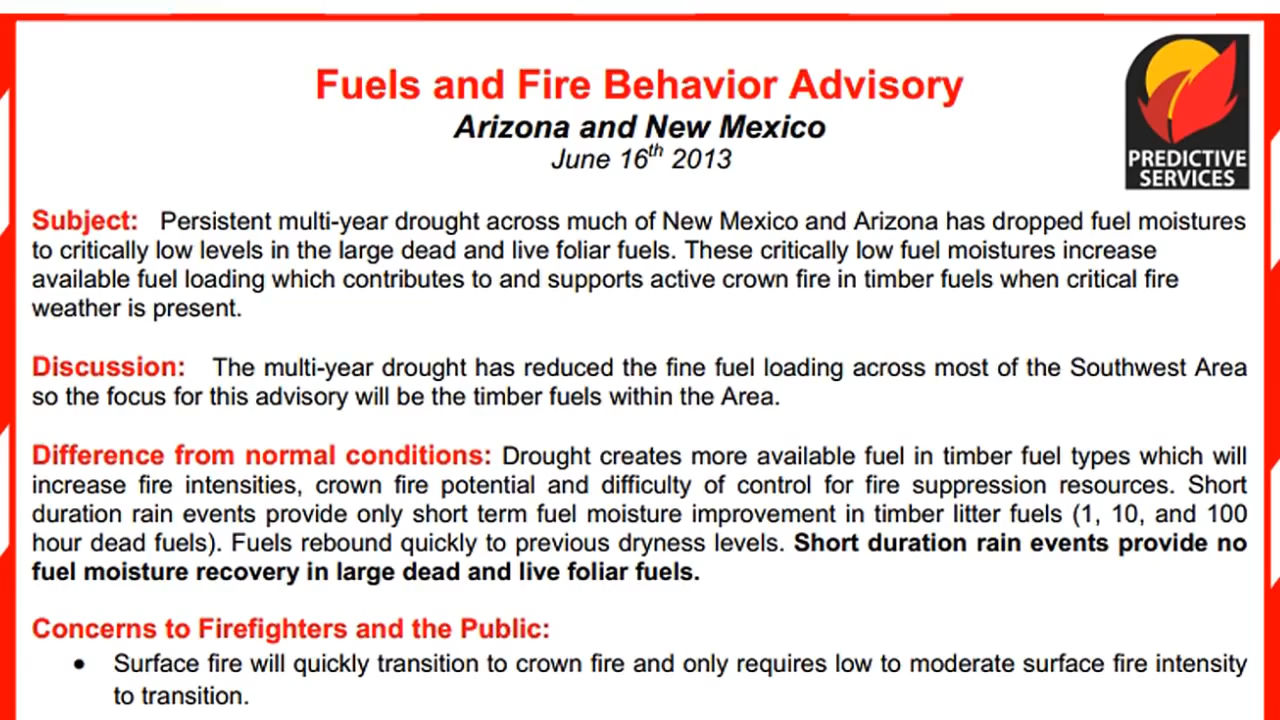 Fuels and Fire Behavior Advisory
Arizona and New Mexico
June 16th 2013
PREDICTIVE
SERVICES
Subject: Persistent multi-year drought across much of New Mexico and Arizona has dropped fuel moistures
to critically low levels in the large dead and live foliar fuels. These critically low fuel moistures increase
available fuel loading which contributes to and supports active crown fire in timber fuels when critical fire
weather is present.
Discussion: The multi-year drought has reduced the fine fuel loading across most of the Southwest Area
so the focus for this advisory will be the timber fuels within the Area.
Difference from normal conditions: Drought creates more available fuel in timber fuel types which will
increase fire intensities, crown fire potential and difficulty of control for fire suppression resources. Short
duration rain events provide only short term fuel moisture improvement in timber litter fuels (1, 10, and 100
hour dead fuels). Fuels rebound quickly to previous dryness levels. Short duration rain events provide no
fuel moisture recovery in large dead and live foliar fuels.
Concerns to Firefighters and the Public:
• Surface fire will quickly transition to crown fire and only requires low to moderate surface fire intensity
to transition.